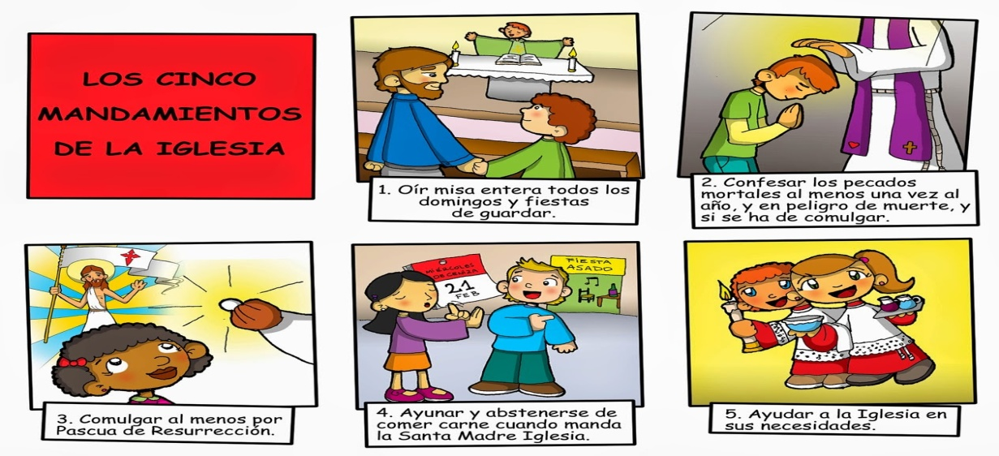 LOS CINCO
MANDAMIENTOS
DE LA IGLESIA
1. Oír misa entera todos los
domingos y fiestas
de guardar.
2. Confesar los pecados
mortales al menos una vez al
año, y en peligro de muerte, y
si se ha de comulgar.
3. Comulgar al menos por
Pascua de Resurrección.
MIÉRCOLES
DE CENIZA
21
FEB
FIESTA
ASADO
4. Ayunar y abstenerse de
comer carne cuando manda
la Santa Madre Iglesia.
5. Ayudar a la Iglesia en
sus necesidades.